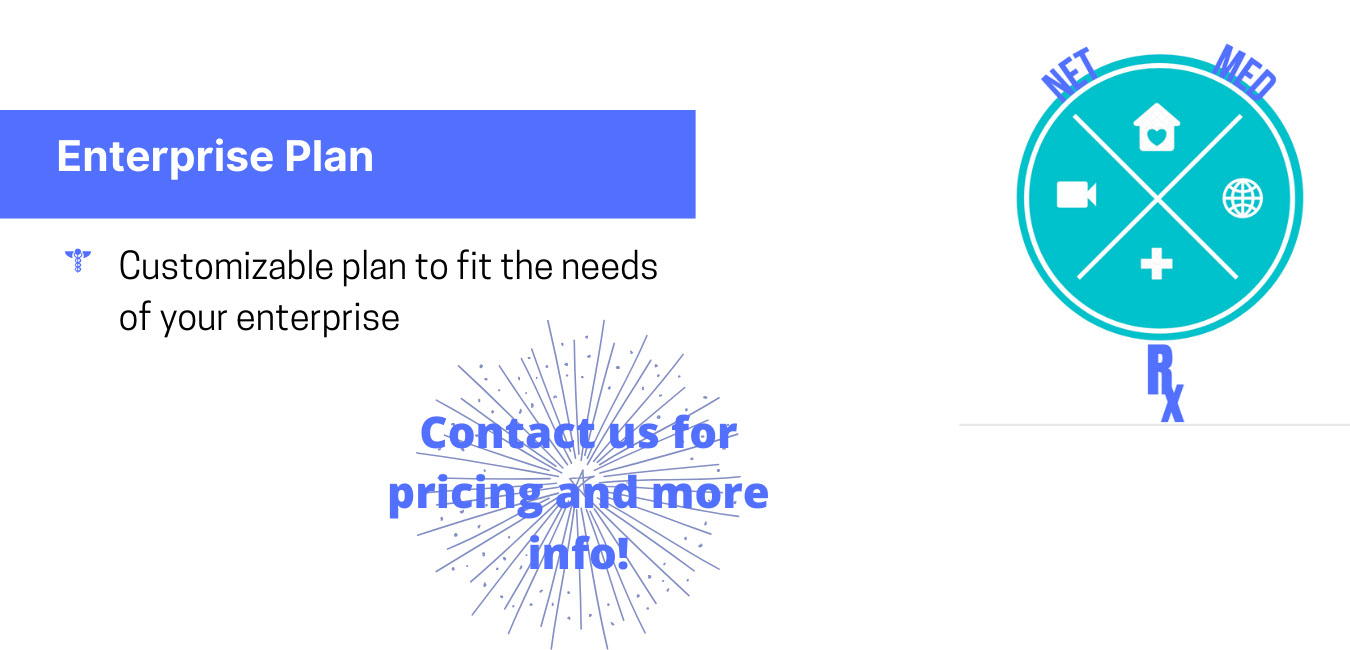 NET MED
Enterprise Plan
Customizable plan to fit the needs
of your enterprise
RX
Contact us for
pricing and more
info!